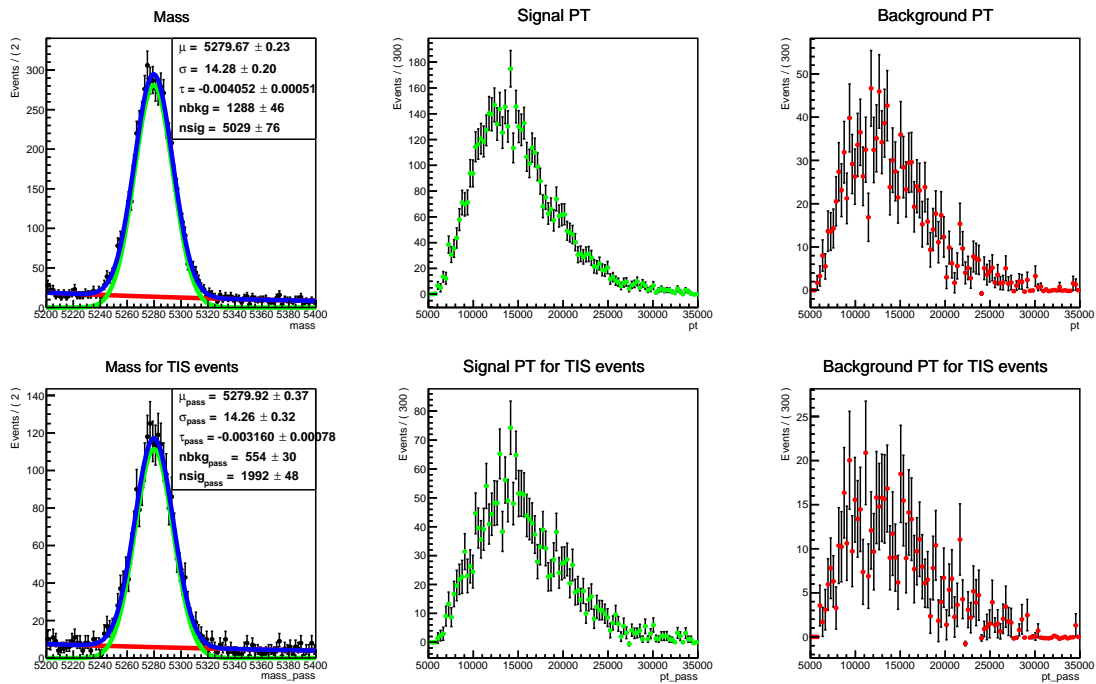 Mass
Events / ( 2 )
300
250
200
150
100
50
0
μ = 5279.67 ± 0.23
σ = 14.28 ± 0.20
τ = -0.004052 ± 0.00051
nbkg = 1288 ± 46
nsig = 5029 ± 76
5200 5220 5240 5260 5280 5300 5320 5340 5360 5380 5400
mass
Signal PT
Events / ( 300 )
180
160
140
120
100
80
60
40
20
0
5000 10000 15000 20000 25000 30000 35000
pt
Background PT
Events / ( 300 )
50
40
30
20
10
0
5000 10000 15000 20000 25000 30000 35000
pt
Mass for TIS events
Events / ( 2 )
140
120
100
80
60
40
20
0
μpass = 5279.92 ± 0.37
σpass = 14.26 ± 0.32
τpass = -0.003160 ± 0.00078
nbkgpass = 554 ± 30
nsigpass = 1992 ± 48
5200 5220 5240 5260 5280 5300 5320 5340 5360 5380 5400
mass_pass
Signal PT for TIS events
Events / ( 300 )
80
70
60
50
40
30
20
10
0
5000 10000 15000 20000 25000 30000 35000
pt_pass
Background PT for TIS events
Events / ( 300 )
25
20
15
10
5
0
5000 10000 15000 20000 25000 30000 35000
pt_pass